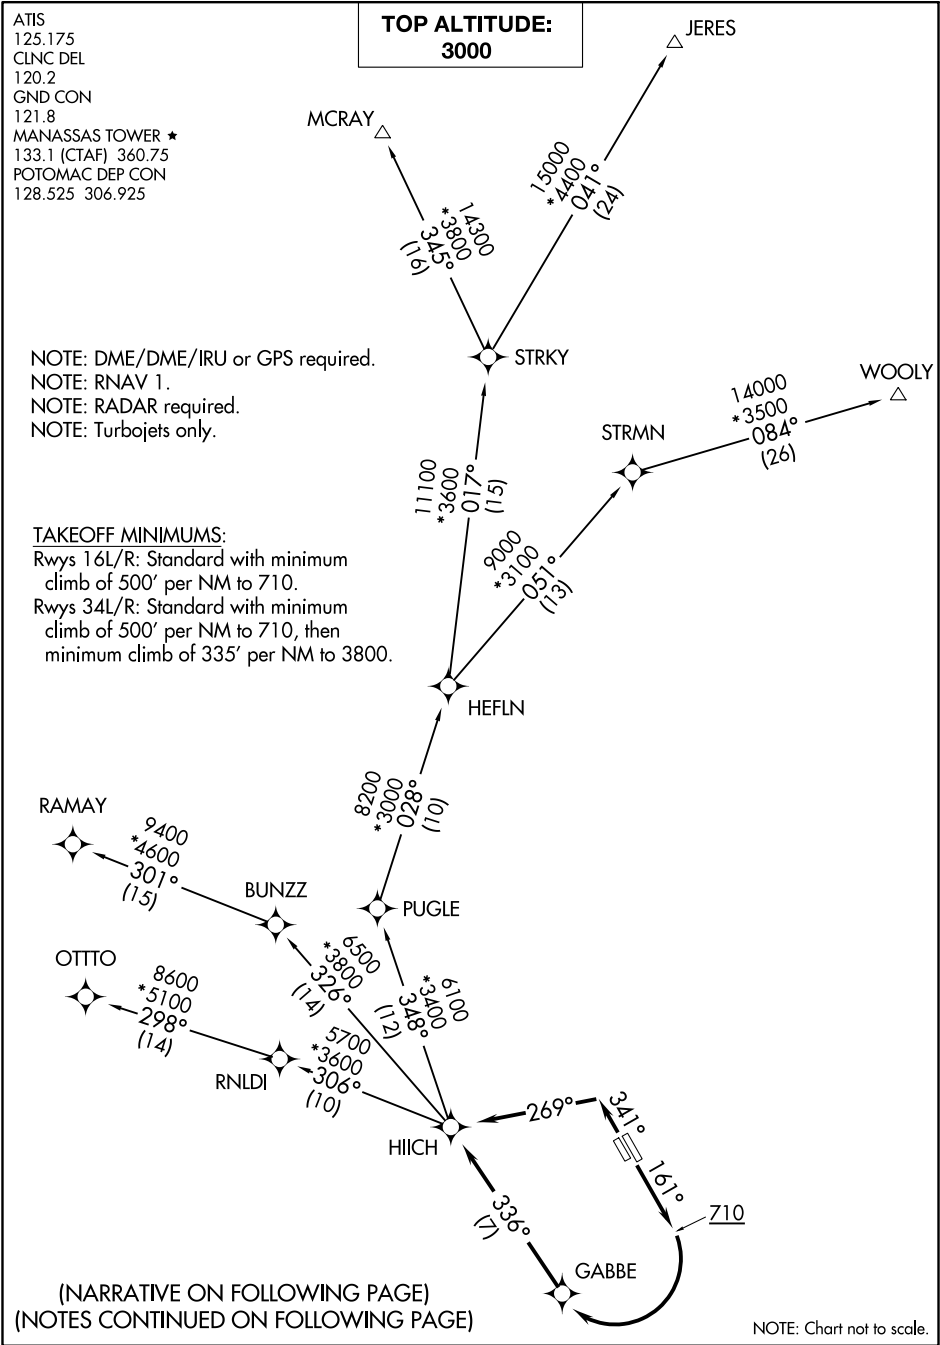 ATIS
125.175
CLNC DEL
120.2
GND CON
121.8
MANASSAS TOWER ★
133.1 (CTAF) 360.75
POTOMAC DEP CON
128.525 306.925
TOP ALTITUDE:
3000
JERES
MCRAY
15000
*4400
041°
(24)
14300
*3800
345°
(16)
NOTE: DME/DME/IRU or GPS required.
NOTE: RNAV 1.
NOTE: RADAR required.
NOTE: Turbojets only.
STRKY
WOOLY
14000
*3500
084°
(26)
STRMN
11100
*3600
017°
(15)
9000
*3100
051°
(13)
TAKEOFF MINIMUMS:
Rwys 16L/R: Standard with minimum
climb of 500' per NM to 710.
Rwys 34L/R: Standard with minimum
climb of 500' per NM to 710, then
minimum climb of 335' per NM to 3800.
HEFLN
8200
*3000
028°
(10)
RAMAY
9400
*4600
301°
(15)
BUNZZ
PUGLE
OTTTO
8600
*5100
298°
(14)
6500
*3800
326°
(14)
6100
*3400
348°
(12)
RNLDI
5700
*3600
306°
(10)
HIICH
269°
341°
161°
710
336°
(7)
GABBE
(NARRATIVE ON FOLLOWING PAGE)
(NOTES CONTINUED ON FOLLOWING PAGE)
NOTE: Chart not to scale.